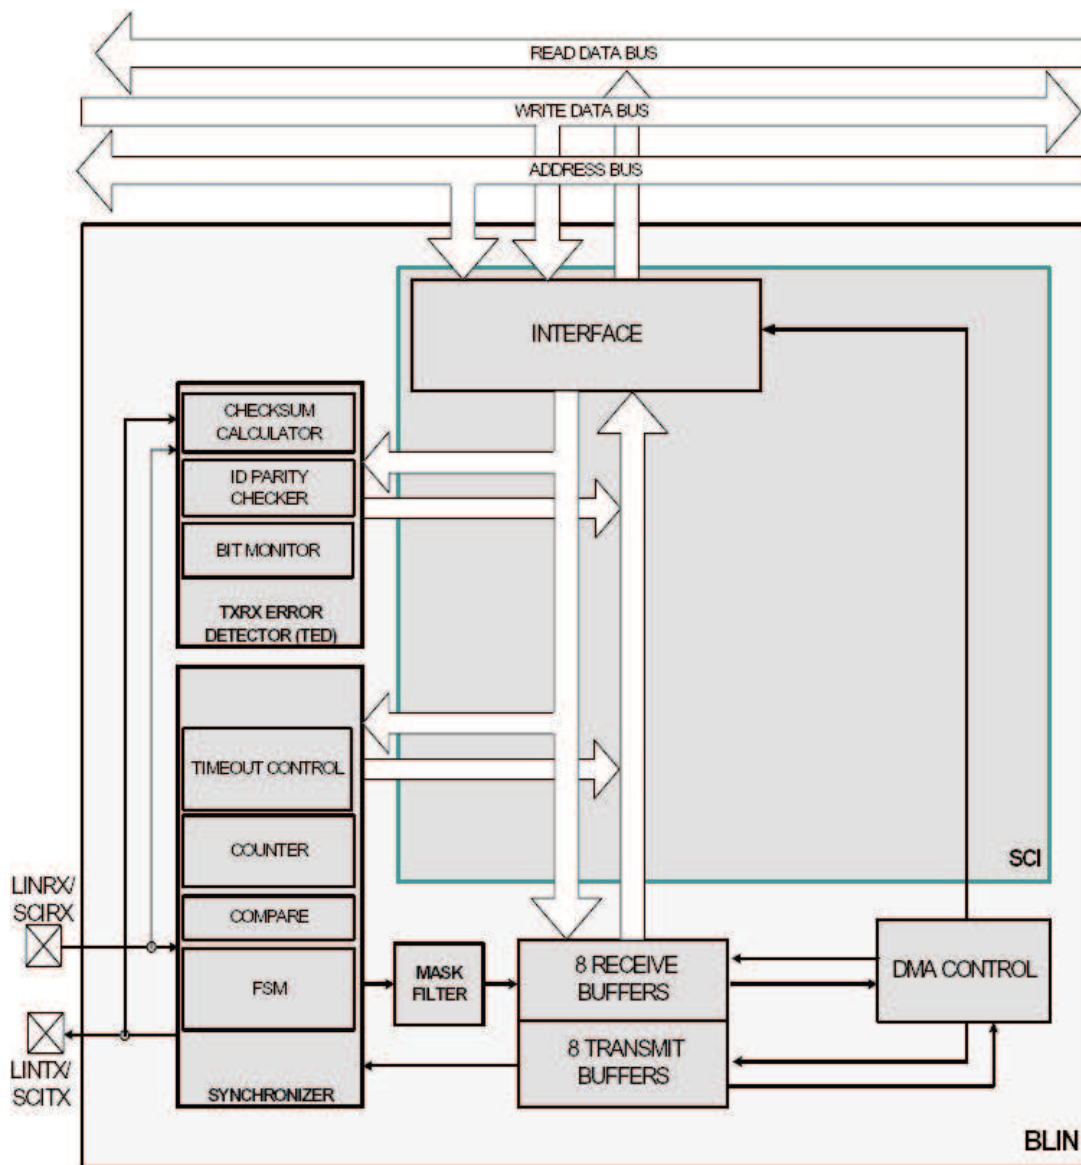 READ DATA BUS
WRITE DATA BUS
ADDRESS BUS
INTERFACE
CHECKSUM
CALCULATOR
ID PARITY
CHECKER
BIT MONITOR
TXRX ERROR
DETECTOR (TED)
TIMEOUT CONTROL
COUNTER
COMPARE
FSM
SYNCHRONIZER
SCI
LINRX/
SCIRX
LINTX/
SCITX
MASK
FILTER
8 RECEIVE
BUFFERS
8 TRANSMIT
BUFFERS
DMA CONTROL
BLIN